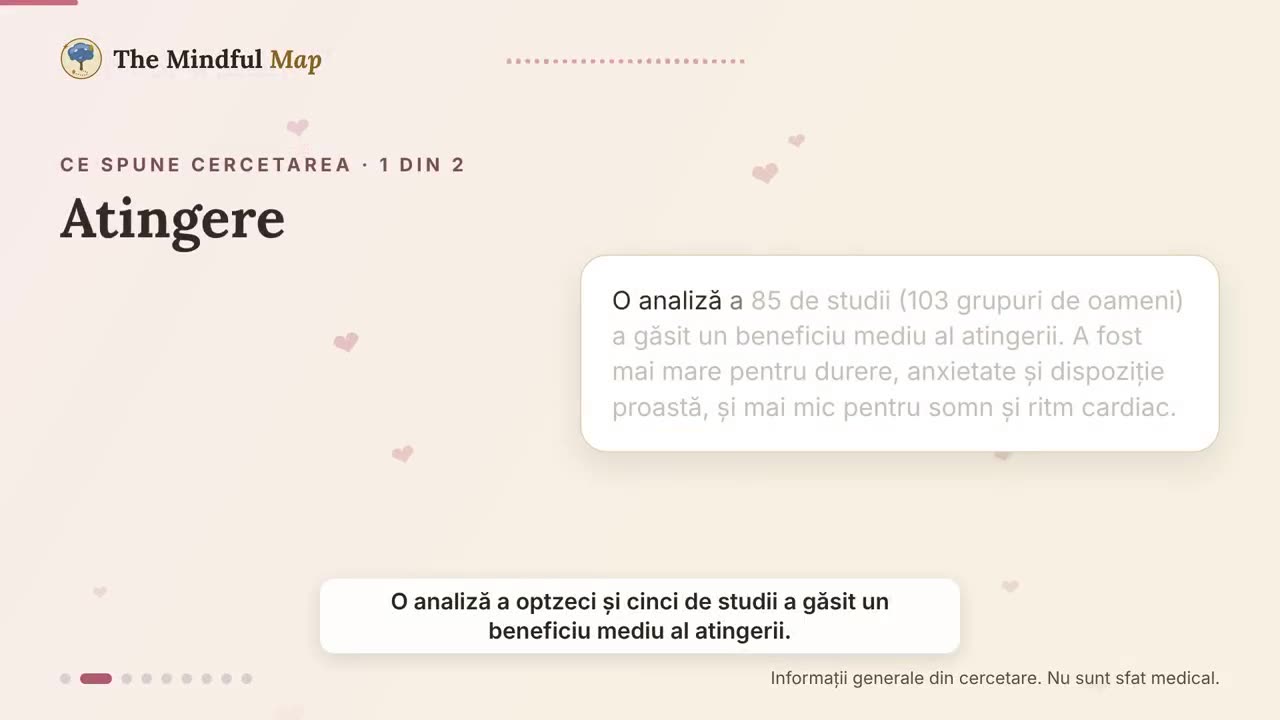 The Mindful Map
CE SPUNE CERCETAREA · 1 DIN 2
Atingere
O analiză a 85 de studii (103 grupuri de oameni)
a găsit un beneficiu mediu al atingerii. A fost
mai mare pentru durere, anxietate și dispoziție
proastă, și mai mic pentru somn și ritm cardiac.
O analiză a optzeci și cinci de studii a găsit un
beneficiu mediu al atingerii.
Informații generale din cercetare. Nu sunt sfat medical.